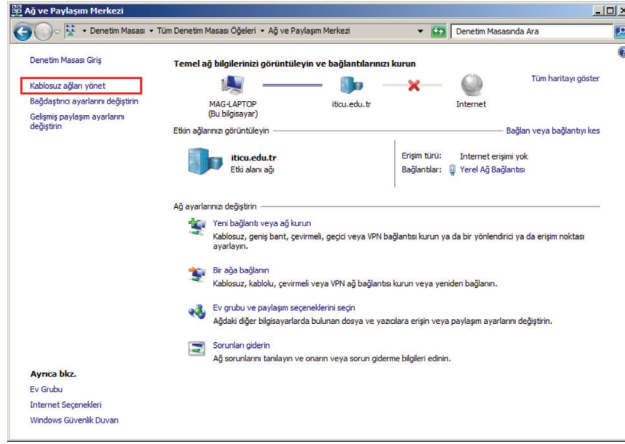 Ağ ve Paylaşım Merkezi
Denetim Masası
Tüm Denetim Masası Öğeleri
Ağ ve Paylaşım Merkezi
Denetim Masasında Ara
Denetim Masası Giriş
Kablosuz ağları yönet
Bağdaştırıcı ayarlarını değiştirin
Gelişmiş paylaşım ayarlarını
değiştirin
Temel ağ bilgilerinizi görüntüleyin ve bağlantılarınızı kurun
Tüm haritayı göster
MAG-LAPTOP
(Bu bilgisayar)
iticu.edu.tr
Internet
Etkin ağlarınızı görüntüleyin
Bağlan veya bağlantıyı kes
iticu.edu.tr
Etki alanı ağı
Erişim türü: Internet erişimi yok
Bağlantılar: Yerel Ağ Bağlantısı
Ağ ayarlarınızı değiştirin
Yeni bağlantı veya ağ kurun
Kablosuz, geniş bant, çevirmeli, geçici veya VPN bağlantısı kurun ya da bir yönlendirici ya da erişim noktası
ayarlayın.
Bir ağa bağlanın
Kablosuz, kablolu, çevirmeli veya VPN ağ bağlantısı kurun veya yeniden bağlanın.
Ev grubu ve paylaşım seçeneklerini seçin
Ağdaki diğer bilgisayarlarda bulunan dosya ve yazıcılara erişin veya paylaşım ayarlarını değiştirin.
Sorunları giderin
Ağ sorunlarını tanılayın ve onarın veya sorun giderme bilgileri edinin.
Ayrıca bkz.
Ev Grubu
Internet Seçenekleri
Windows Güvenlik Duvarı